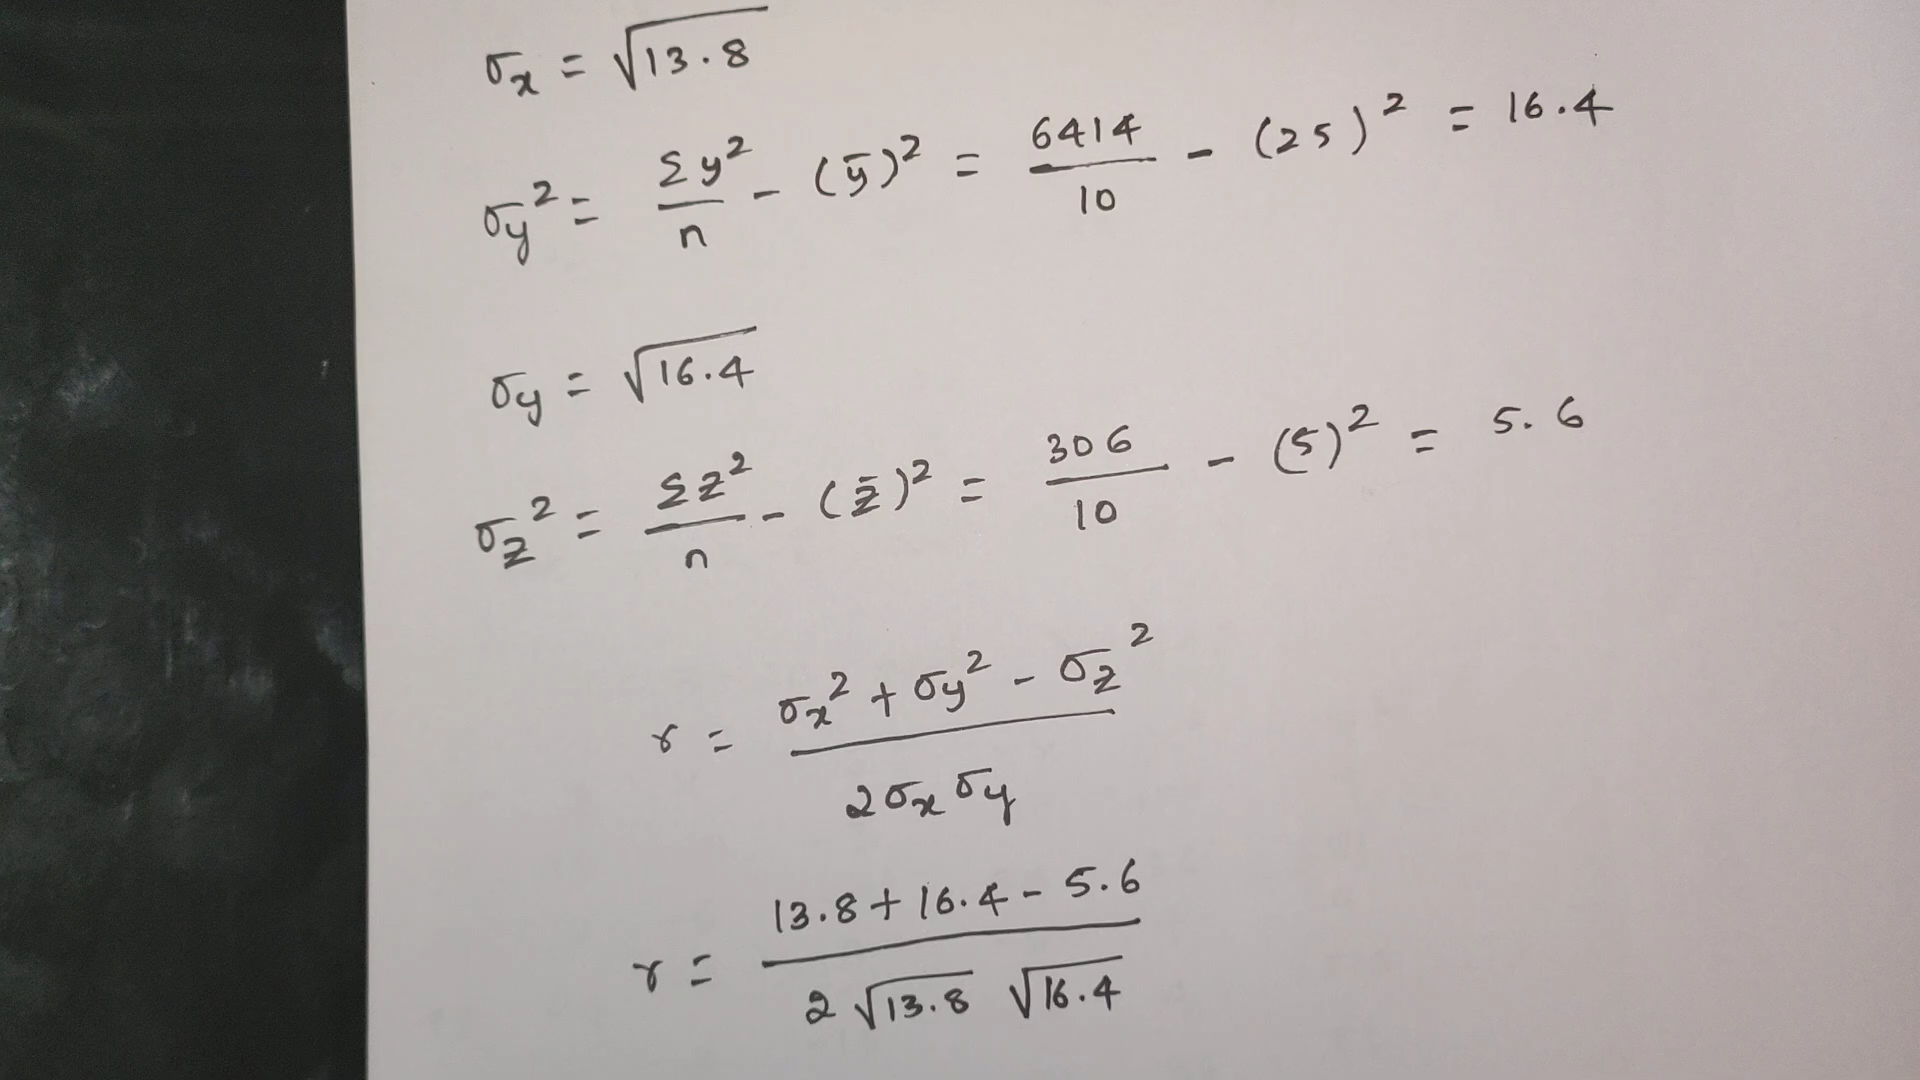 σx = √13.8
σy² = Σy²/n - (ȳ)² = 6414/10 - (25)² = 16.4
σy = √16.4
σz² = Σz²/n - (z̄)² = 306/10 - (5)² = 5.6
r = (σx² + σy² - σz²)/(2σx σy)
r = (13.8 + 16.4 - 5.6)/(2 √13.8 √16.4)